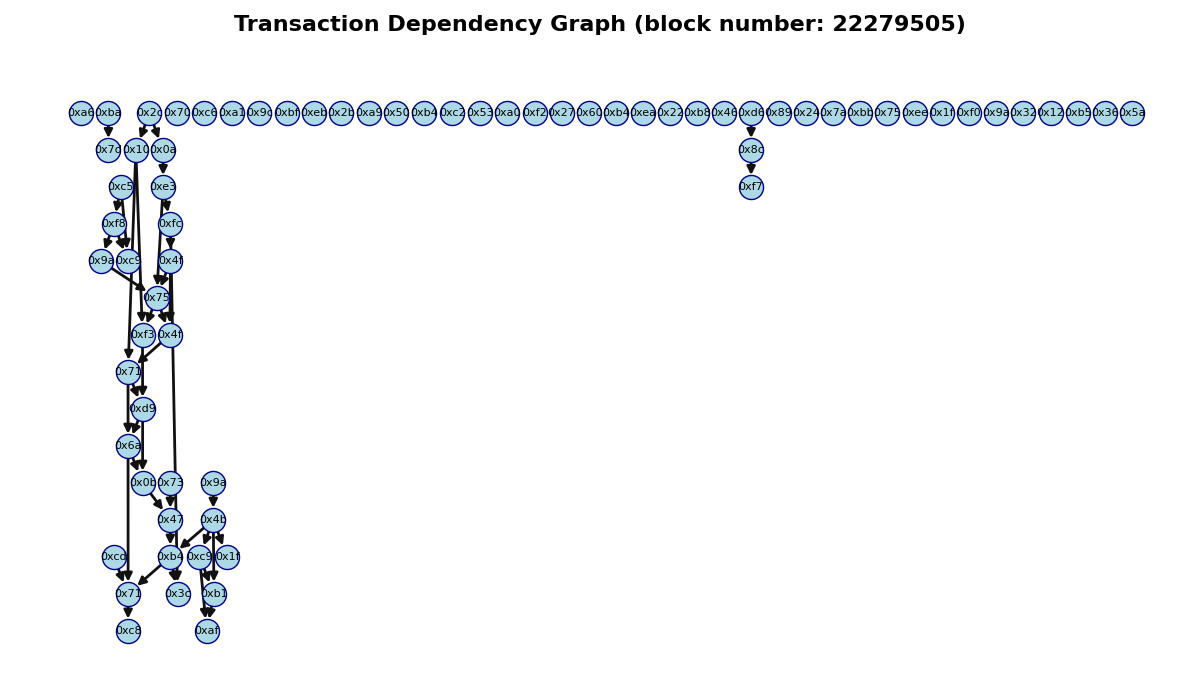 Transaction Dependency Graph (block number: 22279505)
0xa6 0xba 0x2c 0x70 0xc6 0xa1 0x9c 0xbf 0xeb 0x2b 0xa9 0x50 0xb4 0xc2 0x53 0xa0 0xf2 0x27 0x60 0xb4 0xea 0x22 0xb8 0x46 0xd6 0x89 0x24 0x7a 0xbb 0x75 0xee 0x1f 0xf0 0x9a 0x32 0x12 0xb5 0x36 0x5a
0x10 0x0a 0x8c
0xc5 0xe3 0xf7
0xf8 0xfc
0x9a 0xc9 0x4f
0x75
0xf3 0x4f
0x71
0xd9
0x6a
0x0b 0x73 0x9a
0x47 0x4b
0xb4 0xc9 0x1f
0x71 0x3c 0xb1
0xc8 0xaf